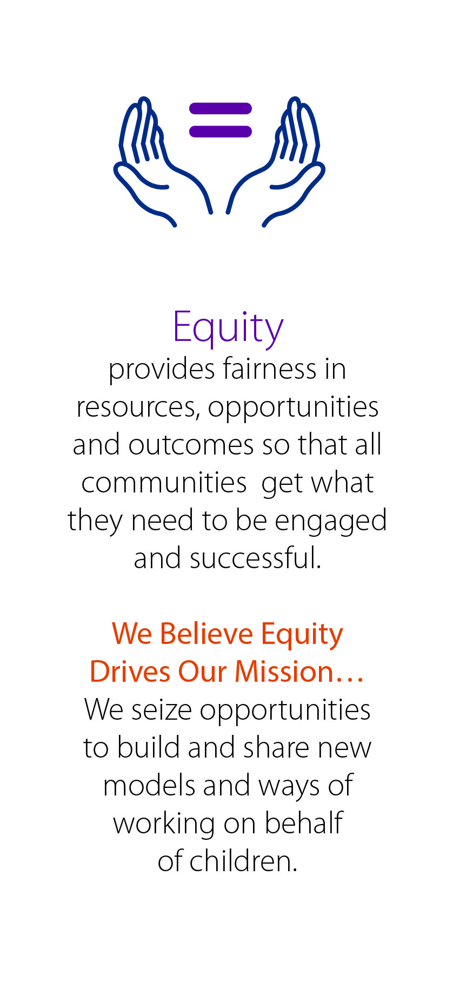 Equity
provides fairness in
resources, opportunities
and outcomes so that all
communities  get what
they need to be engaged
and successful.
We Believe Equity
Drives Our Mission...
We seize opportunities
to build and share new
models and ways of
working on behalf
of children.